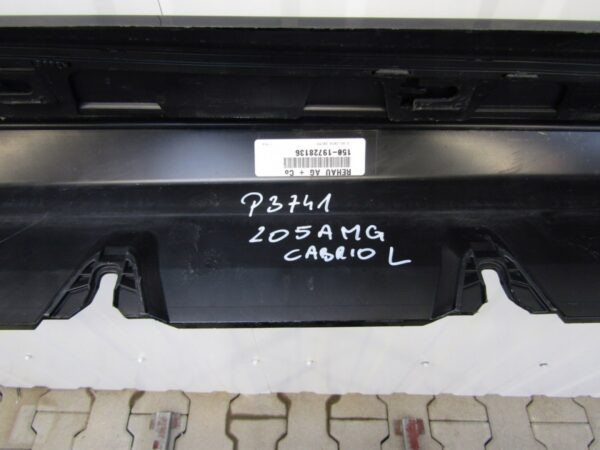 REHAU AG + Co
150-19728136
P3741
205AMG
CABRIO L